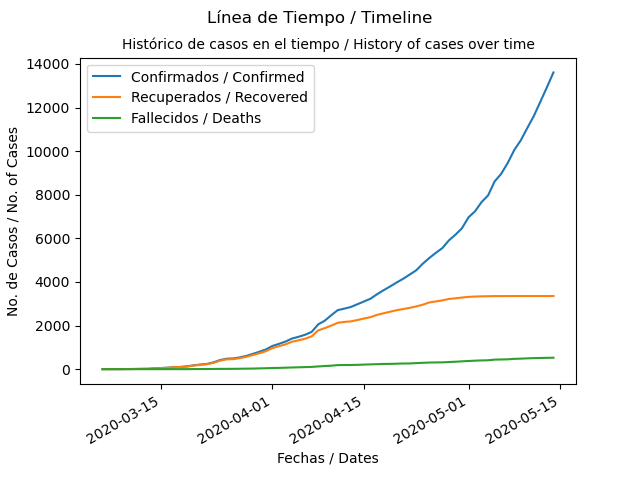 Línea de Tiempo / Timeline
Histórico de casos en el tiempo / History of cases over time
No. de Casos / No. of Cases
14000
12000
10000
8000
6000
4000
2000
0
Confirmados / Confirmed
Recuperados / Recovered
Fallecidos / Deaths
2020-03-15
2020-04-01
2020-04-15
2020-05-01
2020-05-15
Fechas / Dates